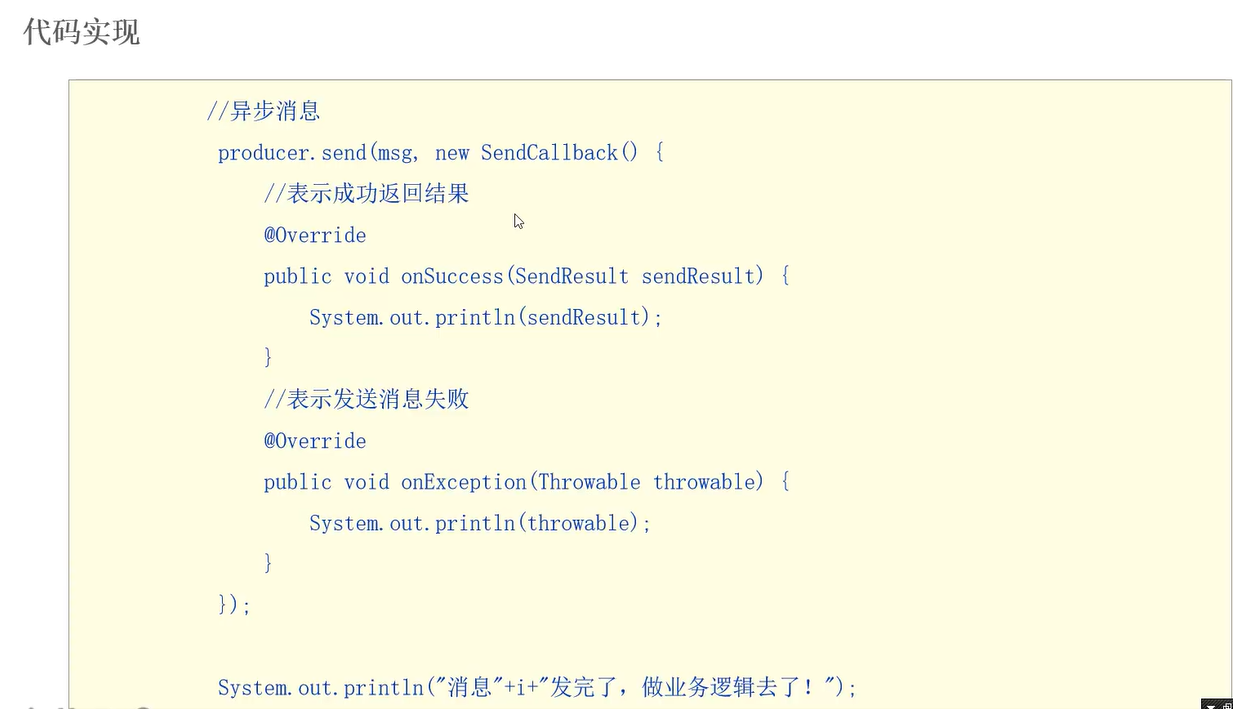 代码实现
//异步消息
producer.send(msg, new SendCallback() {
//表示成功返回结果
@Override
public void onSuccess(SendResult sendResult) {
System.out.println(sendResult);
}
//表示发送消息失败
@Override
public void onException(Throwable throwable) {
System.out.println(throwable);
}
});
System.out.println("消息"+i+"发完了，做业务逻辑去了！");